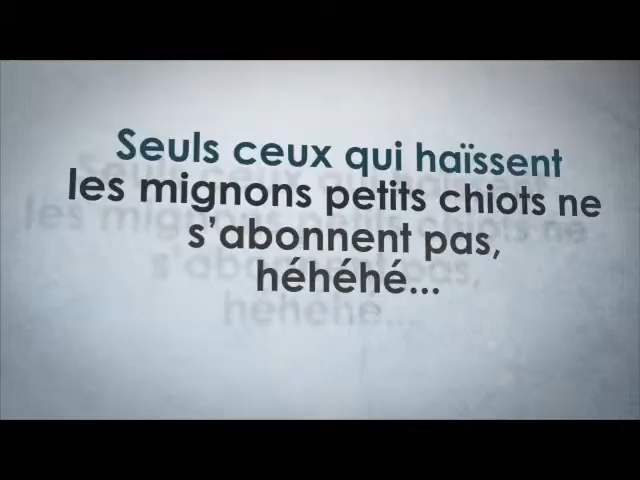 Seuls ceux qui haïssent
les mignons petits chiots ne
s'abonnent pas,
héhéhé...